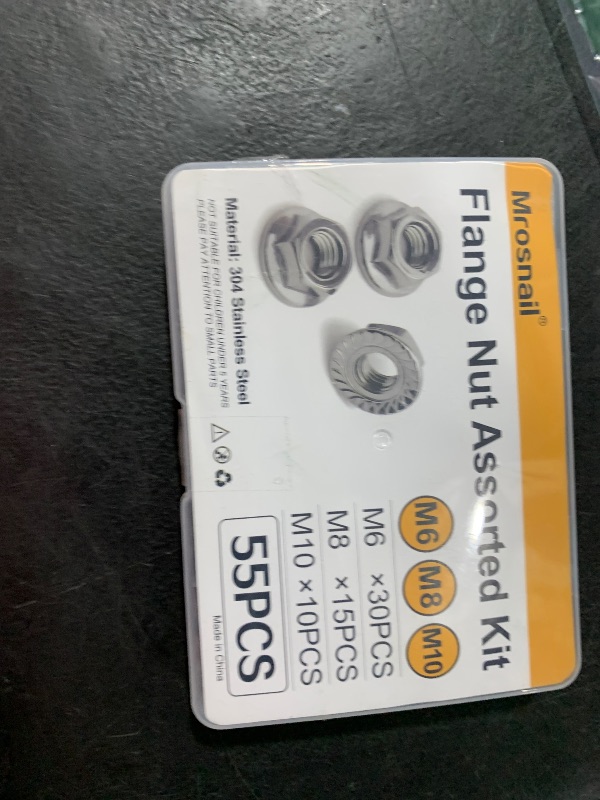 Mrosnail®
Flange Nut Assorted Kit
M6 M8 M10
M6 ×30PCS
M8 ×15PCS
M10 ×10PCS
55PCS
Material: 304 Stainless Steel
NOT SUITABLE FOR CHILDREN UNDER 5 YEARS
PLEASE PAY ATTENTION TO SMALL PARTS
Made in China